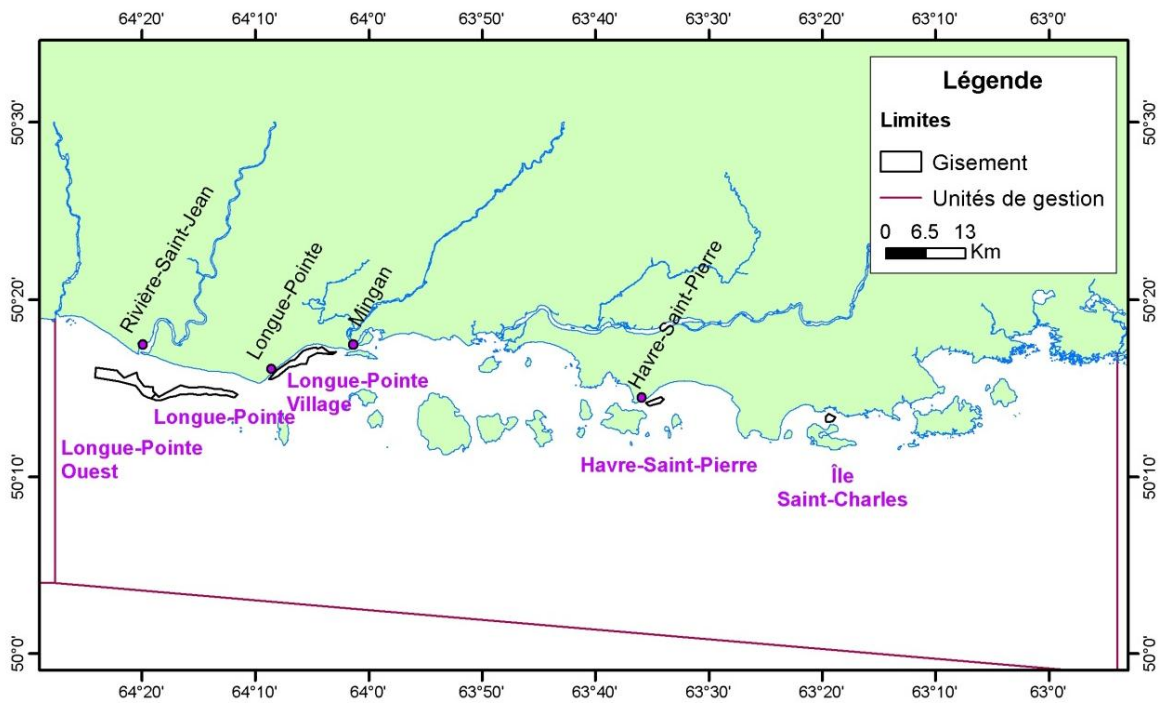 64°20' 64°10' 64°0' 63°50' 63°40' 63°30' 63°20' 63°10' 63°0'
Légende
Limites
Gisement
Unités de gestion
0 6.5 13
Km
50°30' 50°30'
50°20' 50°20'
50°10' 50°10'
50°0' 50°0'
Rivière-Saint-Jean
Longue-Pointe
Mingan
Havre-Saint-Pierre
Longue-Pointe
Village
Longue-Pointe
Longue-Pointe
Ouest
Havre-Saint-Pierre
Île
Saint-Charles
64°20' 64°10' 64°0' 63°50' 63°40' 63°30' 63°20' 63°10' 63°0'